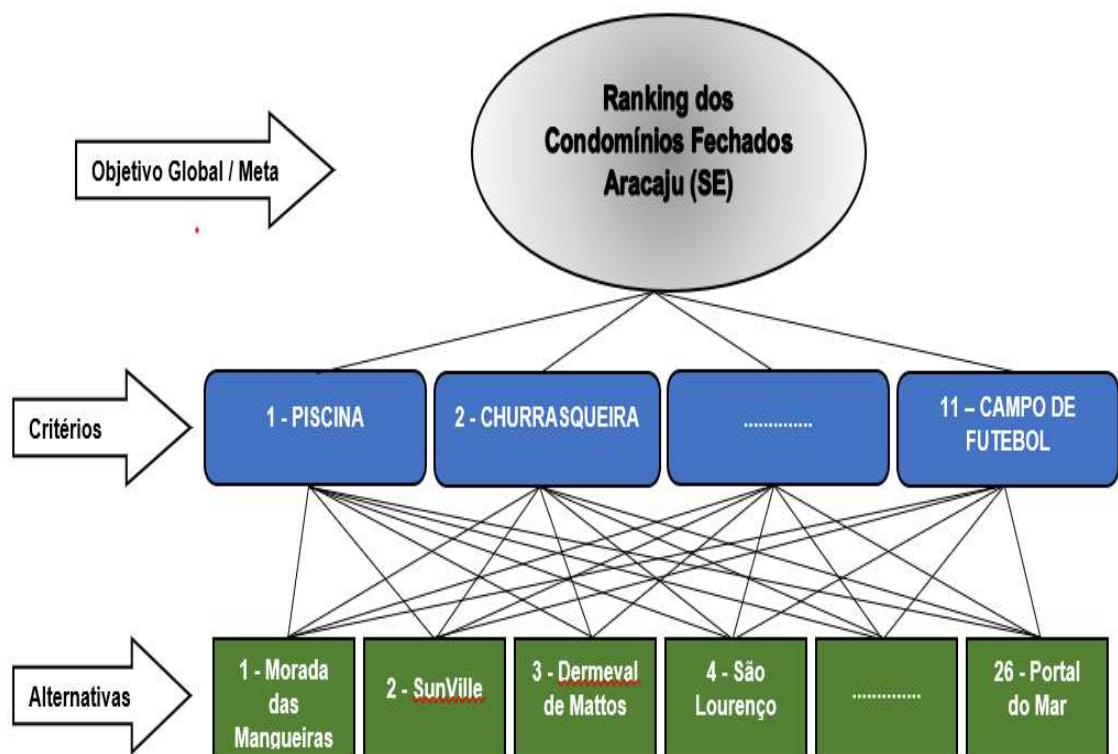 Ranking dos
Condomínios Fechados
Aracaju (SE)
Objetivo Global / Meta
Critérios
1 - PISCINA
2 - CHURRASQUEIRA
..............
11 – CAMPO DE
FUTEBOL
Alternativas
1 - Morada
das
Mangueiras
2 - SunVille
3 - Dermeval
de Mattos
4 - São
Lourenço
..............
26 - Portal
do Mar